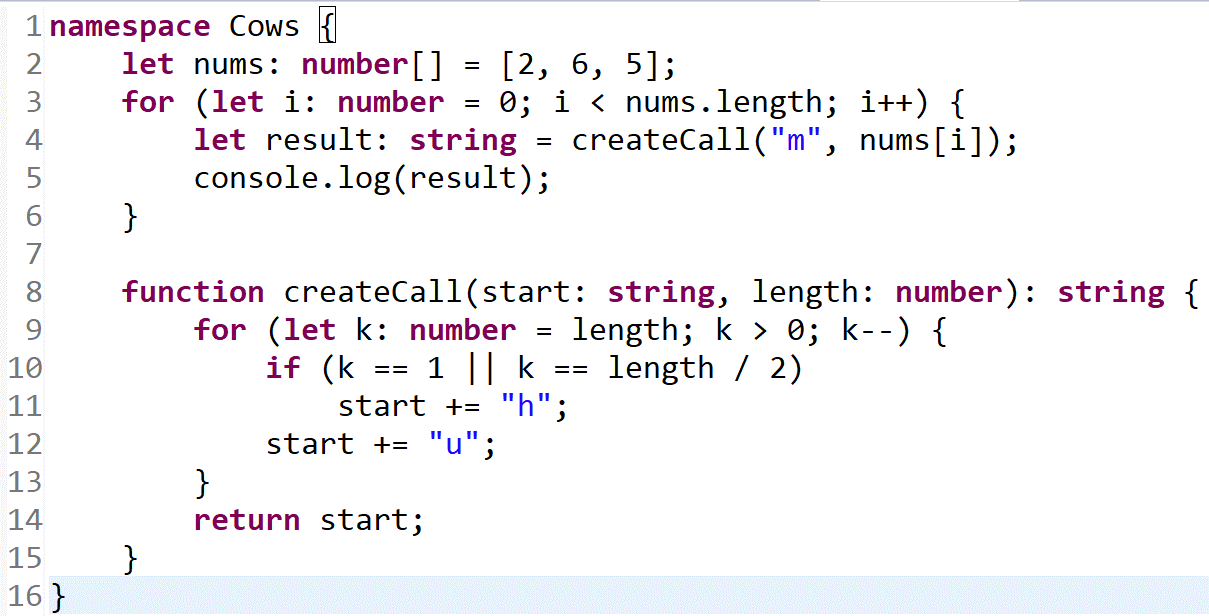 1 namespace Cows {
2     let nums: number[] = [2, 6, 5];
3     for (let i: number = 0; i < nums.length; i++) {
4         let result: string = createCall("m", nums[i]);
5         console.log(result);
6     }
7
8     function createCall(start: string, length: number): string {
9         for (let k: number = length; k > 0; k--) {
10             if (k == 1 || k == length / 2)
11                 start += "h";
12             start += "u";
13         }
14         return start;
15     }
16 }